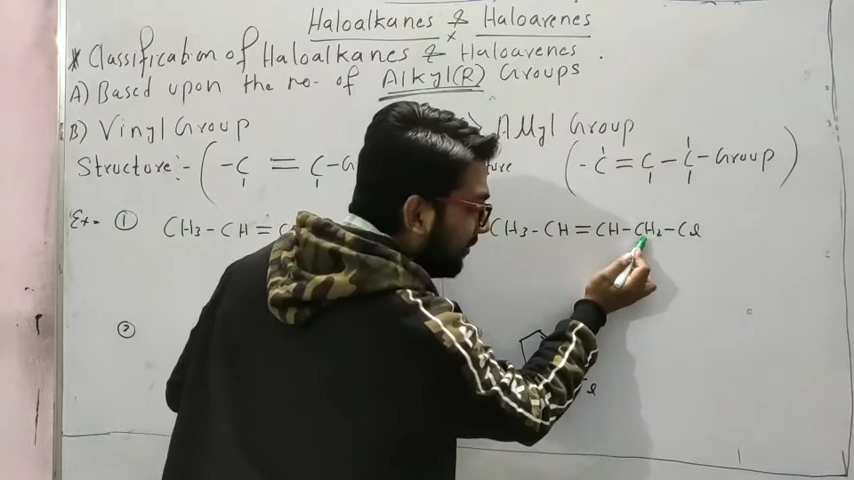 Haloalkanes & Haloarenes
x
* Classification of Haloalkanes & Haloarenes .
A) Based upon the no. of Alkyl(R) Groups
B) Vinyl Group
> Allyl Group
Structure :- ( -C = C-G
( -C = C - C - Group )
Ex- ① CH3 - CH = C
CH3 - CH = CH - CH2 - Cl
②